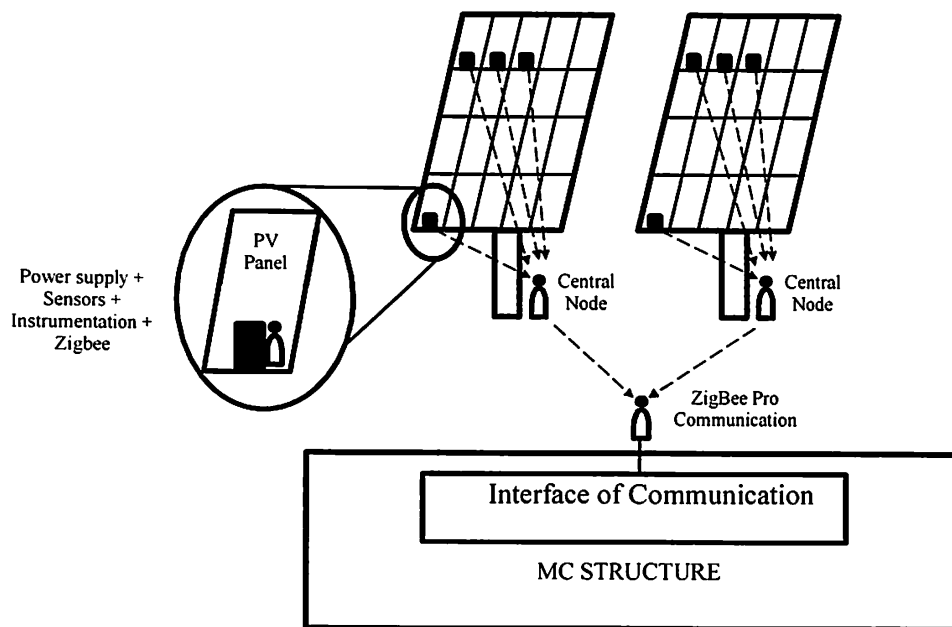 PV
Panel
Power supply +
Sensors +
Instrumentation +
Zigbee
Central
Node
Central
Node
ZigBee Pro
Communication
Interface of Communication
MC STRUCTURE